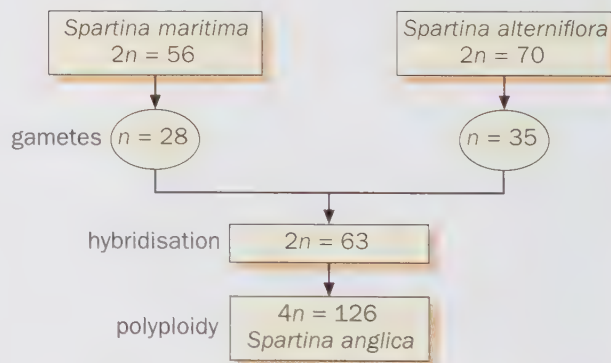 Spartina maritima
2n = 56
Spartina alterniflora
2n = 70
gametes
n = 28
n = 35
hybridisation
2n = 63
polyploidy
4n = 126
Spartina anglica